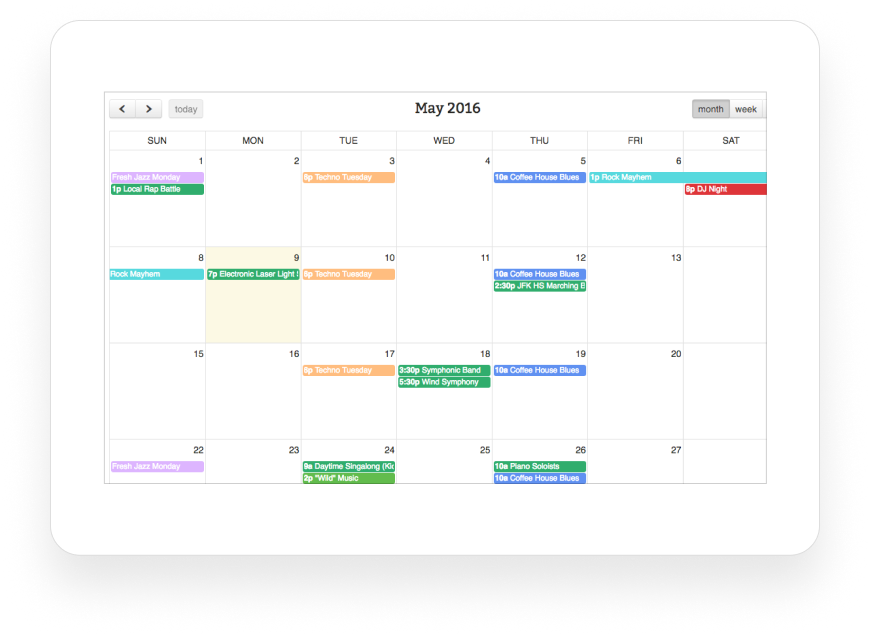 today May 2016 month week
SUN MON TUE WED THU FRI SAT
1 2 3 4 5 6
Fresh Jazz Monday 8p Techno Tuesday 10a Coffee House Blues 1p Rock Mayhem
1p Local Rap Battle 9p DJ Night
8 9 10 11 12 13
Rock Mayhem 7p Electronic Laser Light 8p Techno Tuesday 10a Coffee House Blues
2:30p JFK HS Marching B
15 16 17 18 19 20
8p Techno Tuesday 3:30p Symphonic Band 10a Coffee House Blues
5:30p Wind Symphony
22 23 24 25 26 27
Fresh Jazz Monday 9a Daytime Singalong (Kic 10a Piano Soloists
2p "Wild" Music 10a Coffee House Blues